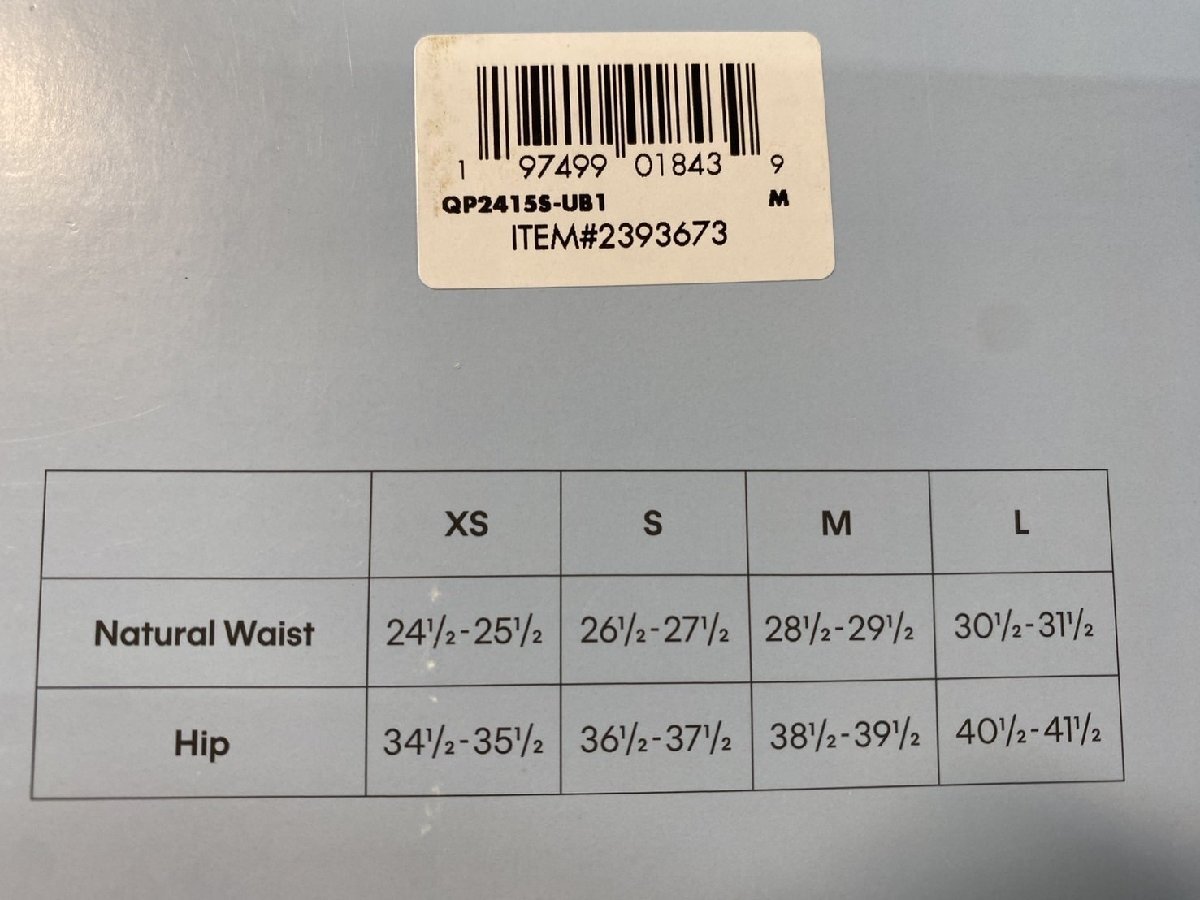 1 97499 01843 9
QP2415S-UB1 M
ITEM#2393673
XS S M L
Natural Waist 24¹/₂-25¹/₂ 26¹/₂-27¹/₂ 28¹/₂-29¹/₂ 30¹/₂-31¹/₂
Hip 34¹/₂-35¹/₂ 36¹/₂-37¹/₂ 38¹/₂-39¹/₂ 40¹/₂-41¹/₂